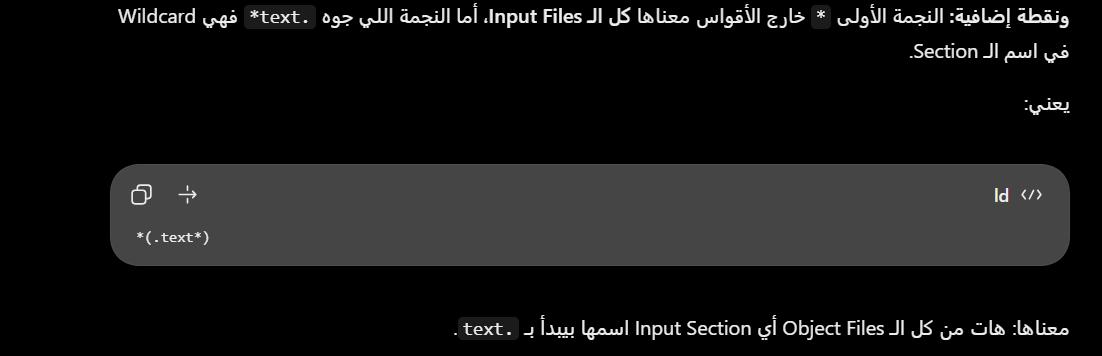 ونقطة إضافية: النجمة الأولى * خارج الأقواس معناها كل الـ Input Files، أما النجمة اللي جوه .text* فهي Wildcard
في اسم الـ Section.
يعني:
ld
*(.text*)
معناها: هات من كل الـ Object Files أي Input Section اسمها بيبدأ بـ .text.